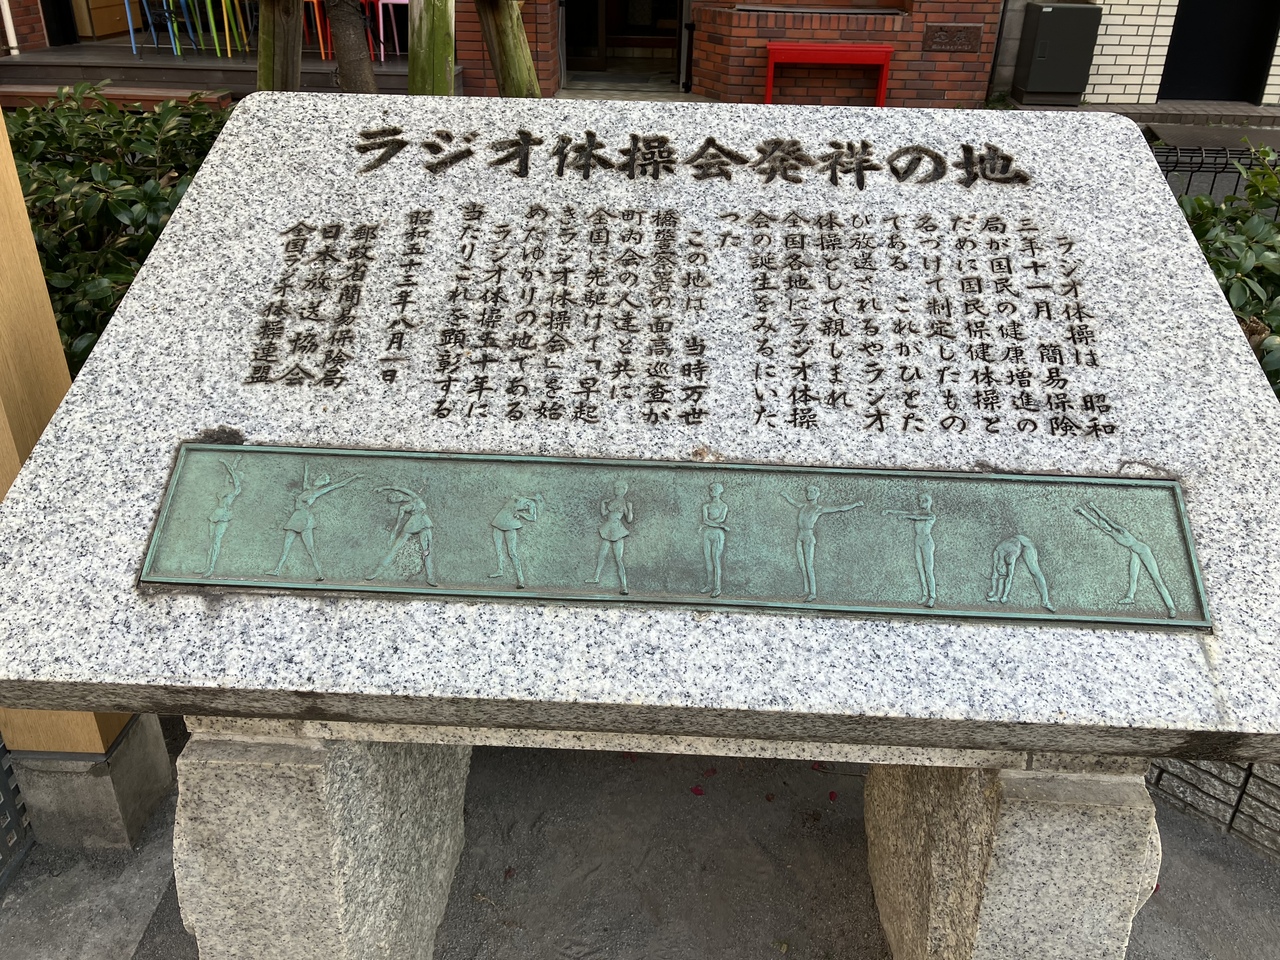 ラジオ体操会発祥の地
ラジオ体操は 昭和
三年十一月 簡易保険
局が国民の健康増進の
ために国民保健体操と
名づけて制定したもの
である これがひとた
び放送されるやラジオ
体操として親しまれ
全国各地にラジオ体操
会の誕生をみるにいた
った
この地は 当時万世
橋警察署の面高巡査が
町内会の人達と共に
全国に先駆けて「早起
きラジオ体操会」を始
めたゆかりの地である
ラジオ体操五十年に
当たりこれを顕彰する
昭和五十三年八月一日
郵政省簡易保険局
日本放送協会
全国ラジオ体操連盟